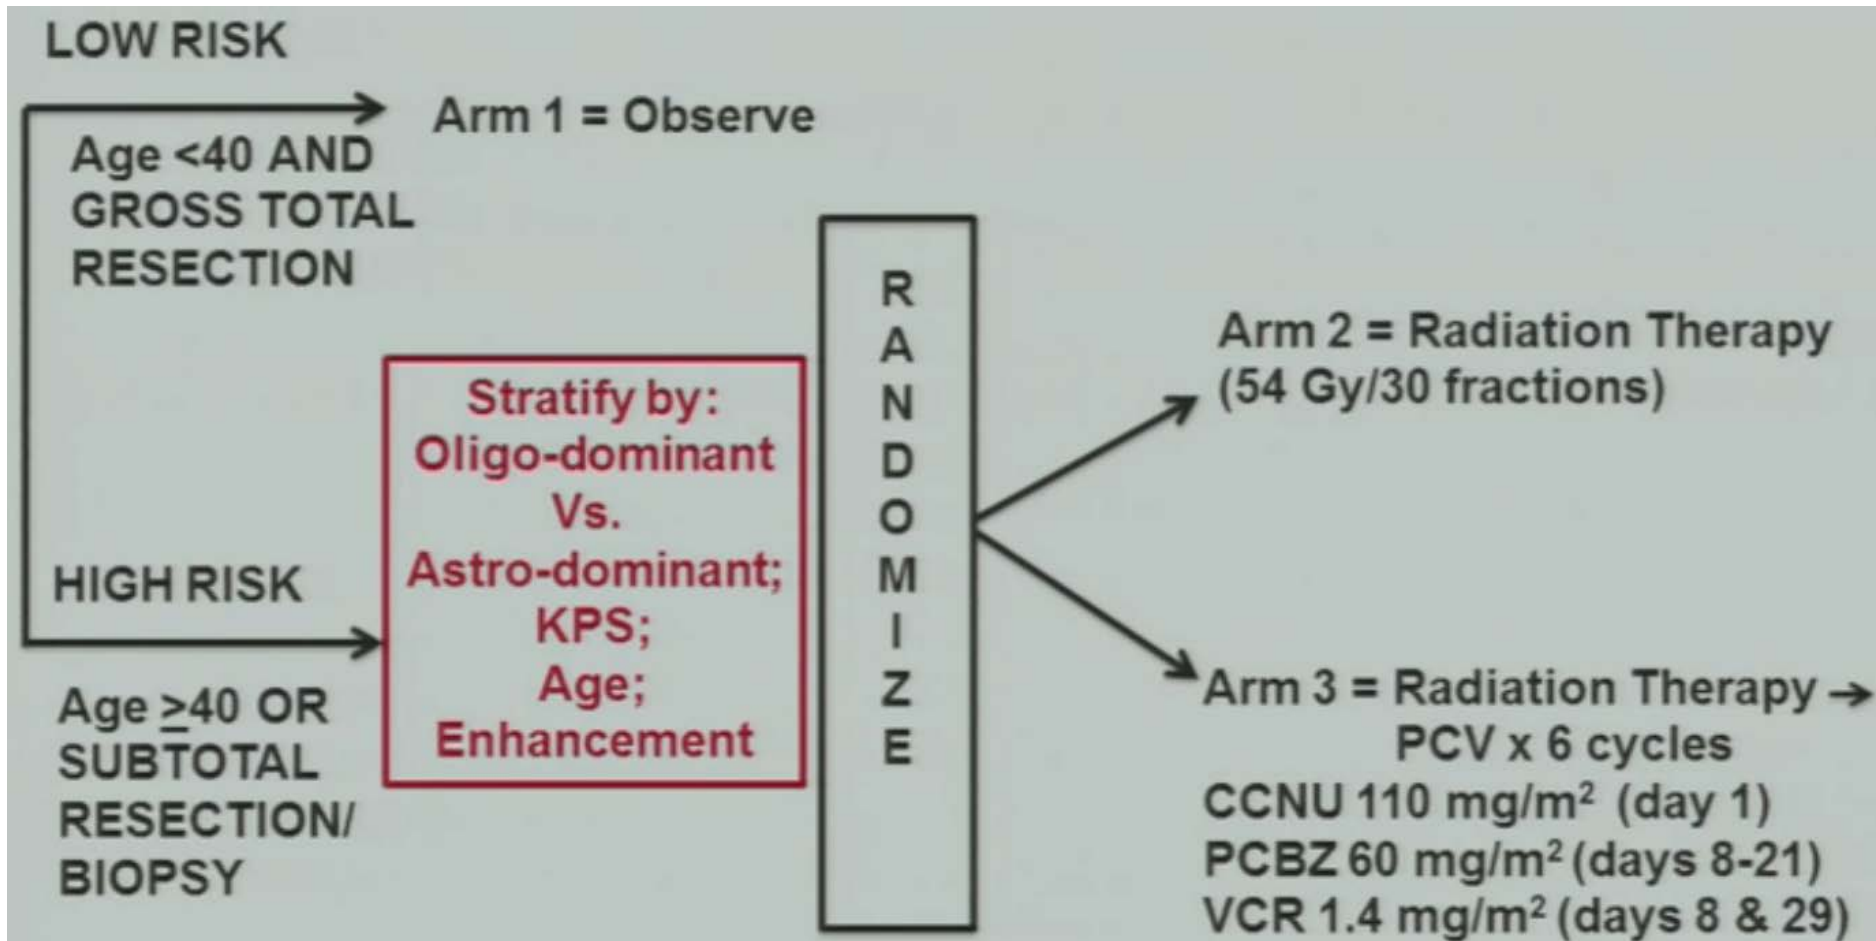 LOW RISK
Arm 1 = Observe
Age <40 AND
GROSS TOTAL
RESECTION
HIGH RISK
Age ≥40 OR
SUBTOTAL
RESECTION/
BIOPSY
Stratify by:
Oligo-dominant
Vs.
Astro-dominant;
KPS;
Age;
Enhancement
R
A
N
D
O
M
I
Z
E
Arm 2 = Radiation Therapy
(54 Gy/30 fractions)
Arm 3 = Radiation Therapy →
PCV x 6 cycles
CCNU 110 mg/m² (day 1)
PCBZ 60 mg/m² (days 8-21)
VCR 1.4 mg/m² (days 8 & 29)